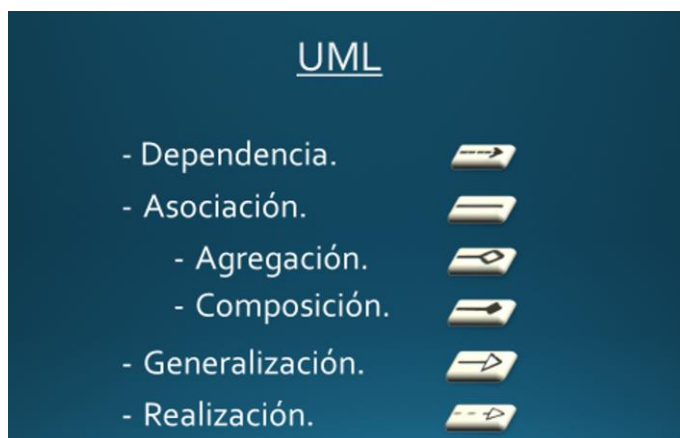 UML
- Dependencia.
- Asociación.
- Agregación.
- Composición.
- Generalización.
- Realización.